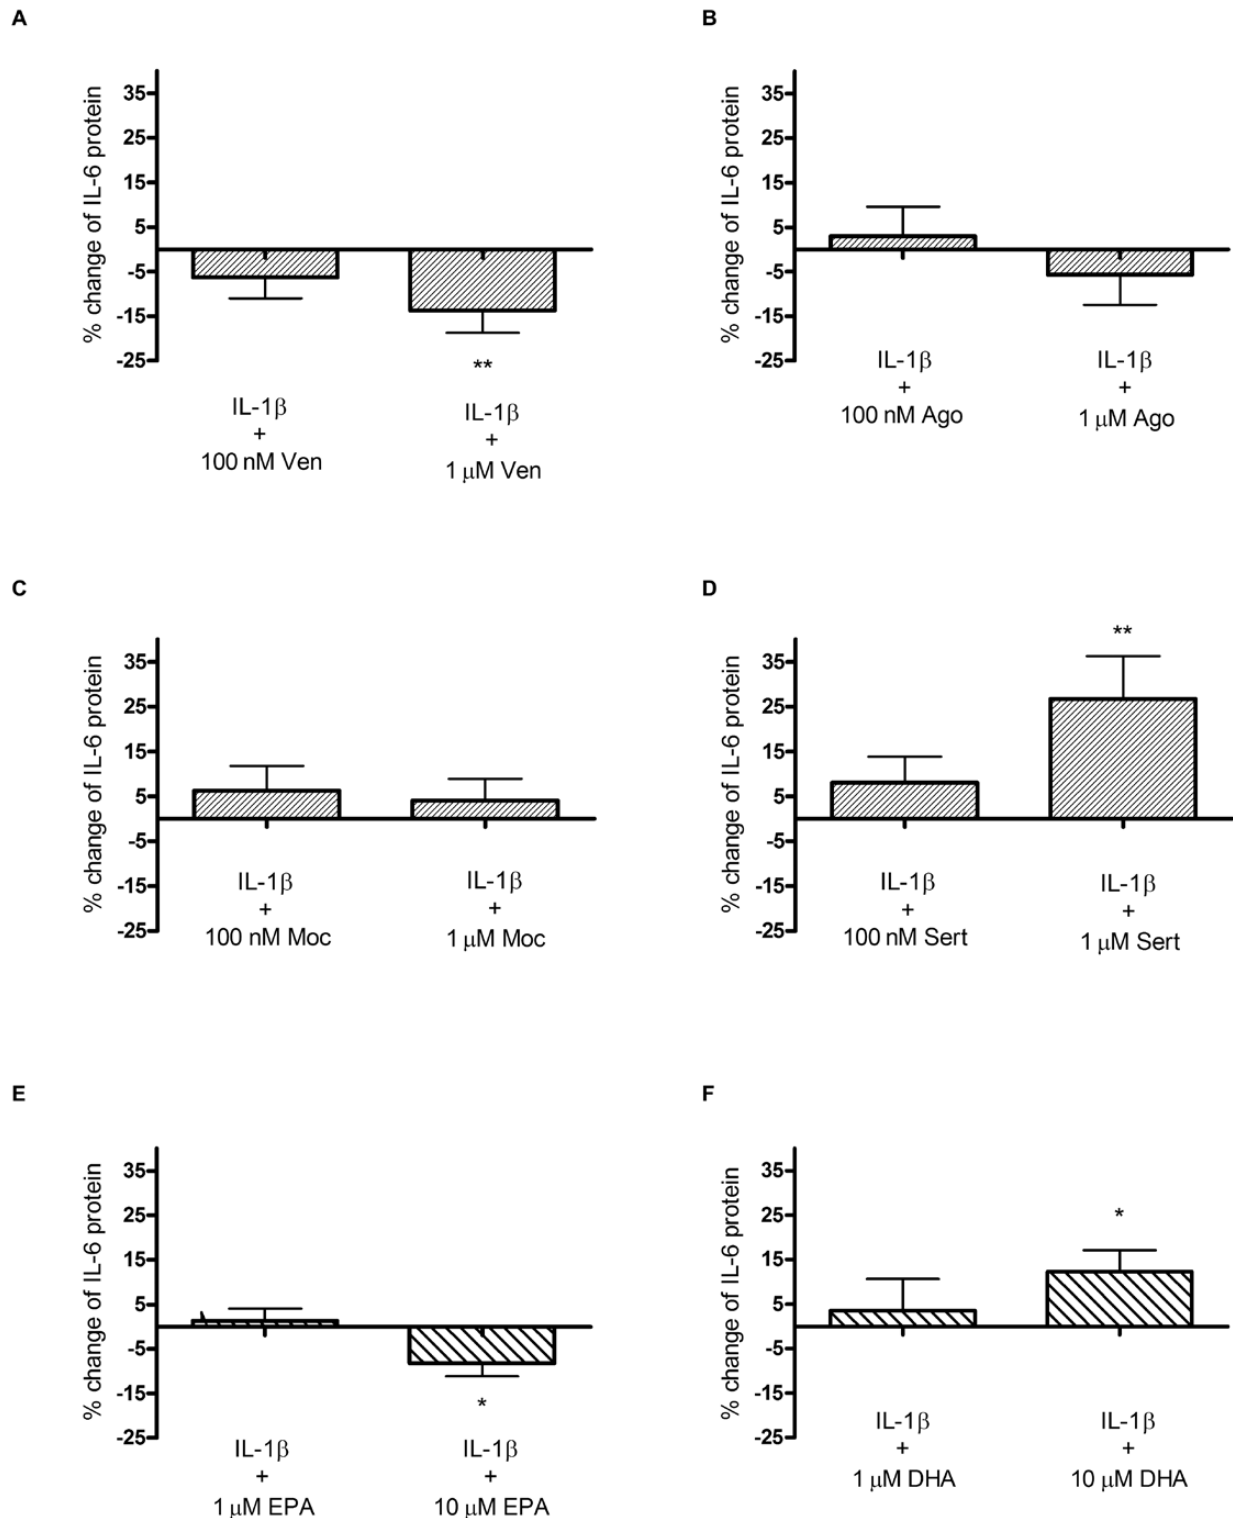 A
% change of IL-6 protein
35
25
15
5
-5
-15
-25
**
IL-1β
+
100 nM Ven
IL-1β
+
1 μM Ven
B
% change of IL-6 protein
35
25
15
5
-5
-15
-25
IL-1β
+
100 nM Ago
IL-1β
+
1 μM Ago
C
% change of IL-6 protein
35
25
15
5
-5
-15
-25
IL-1β
+
100 nM Moc
IL-1β
+
1 μM Moc
D
% change of IL-6 protein
35
25
15
5
-5
-15
-25
**
IL-1β
+
100 nM Sert
IL-1β
+
1 μM Sert
E
% change of IL-6 protein
35
25
15
5
-5
-15
-25
*
IL-1β
+
1 μM EPA
IL-1β
+
10 μM EPA
F
% change of IL-6 protein
35
25
15
5
-5
-15
-25
*
IL-1β
+
1 μM DHA
IL-1β
+
10 μM DHA